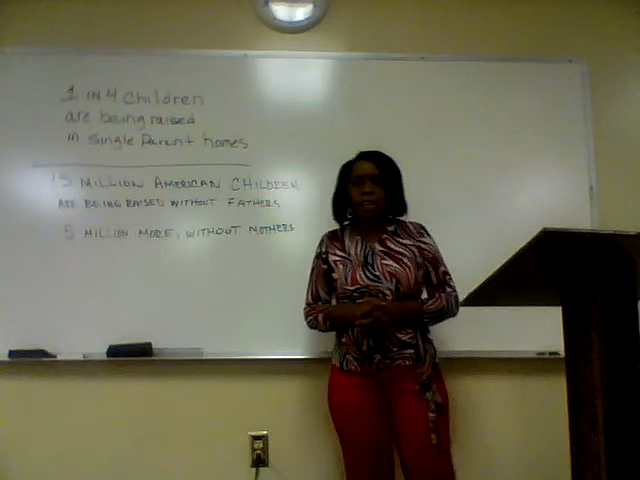 1 IN 4 children
are being raised
in single Parent homes
15 MILLION AMERICAN CHILDREN
ARE BEING RAISED WITHOUT FATHERS
5 MILLION MORE, WITHOUT MOTHERS